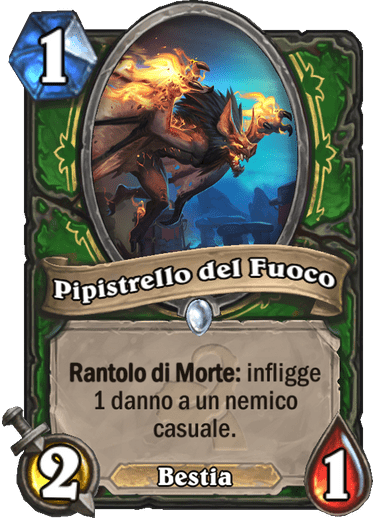 1
Pipistrello del Fuoco
Rantolo di Morte: infligge
1 danno a un nemico
casuale.
2
Bestia
1